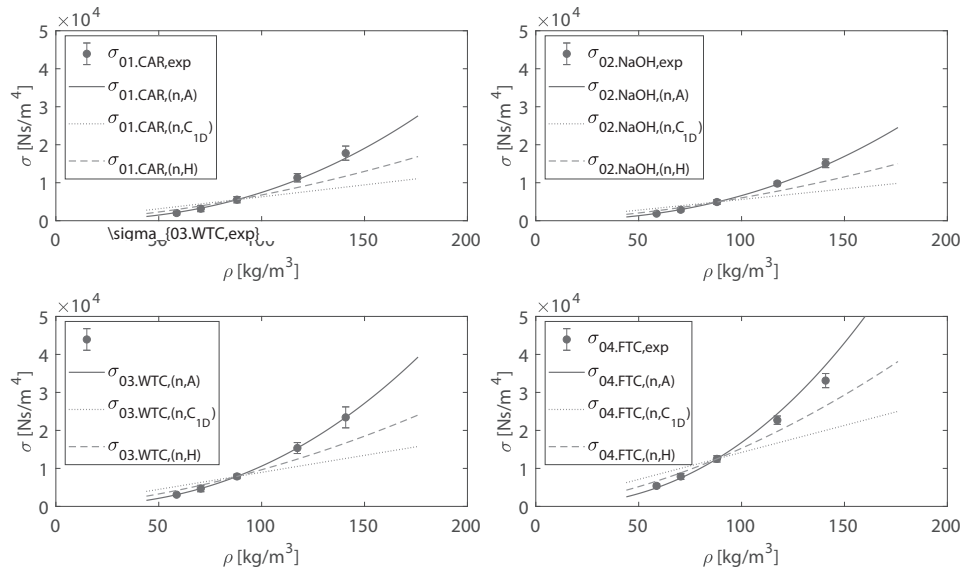 ×10⁴
5
4
3
2
1
0
σ [Ns/m⁴]
σ01.CAR,exp
σ01.CAR,(n,A)
σ01.CAR,(n,C1D)
σ01.CAR,(n,H)
0 50 100 150 200
ρ [kg/m³]
×10⁴
5
4
3
2
1
0
σ [Ns/m⁴]
σ02.NaOH,exp
σ02.NaOH,(n,A)
σ02.NaOH,(n,C1D)
σ02.NaOH,(n,H)
0 50 100 150 200
ρ [kg/m³]
\sigma_{03.WTC,exp}
×10⁴
5
4
3
2
1
0
σ [Ns/m⁴]
σ03.WTC,(n,A)
σ03.WTC,(n,C1D)
σ03.WTC,(n,H)
0 50 100 150 200
ρ [kg/m³]
×10⁴
5
4
3
2
1
0
σ [Ns/m⁴]
σ04.FTC,exp
σ04.FTC,(n,A)
σ04.FTC,(n,C1D)
σ04.FTC,(n,H)
0 50 100 150 200
ρ [kg/m³]